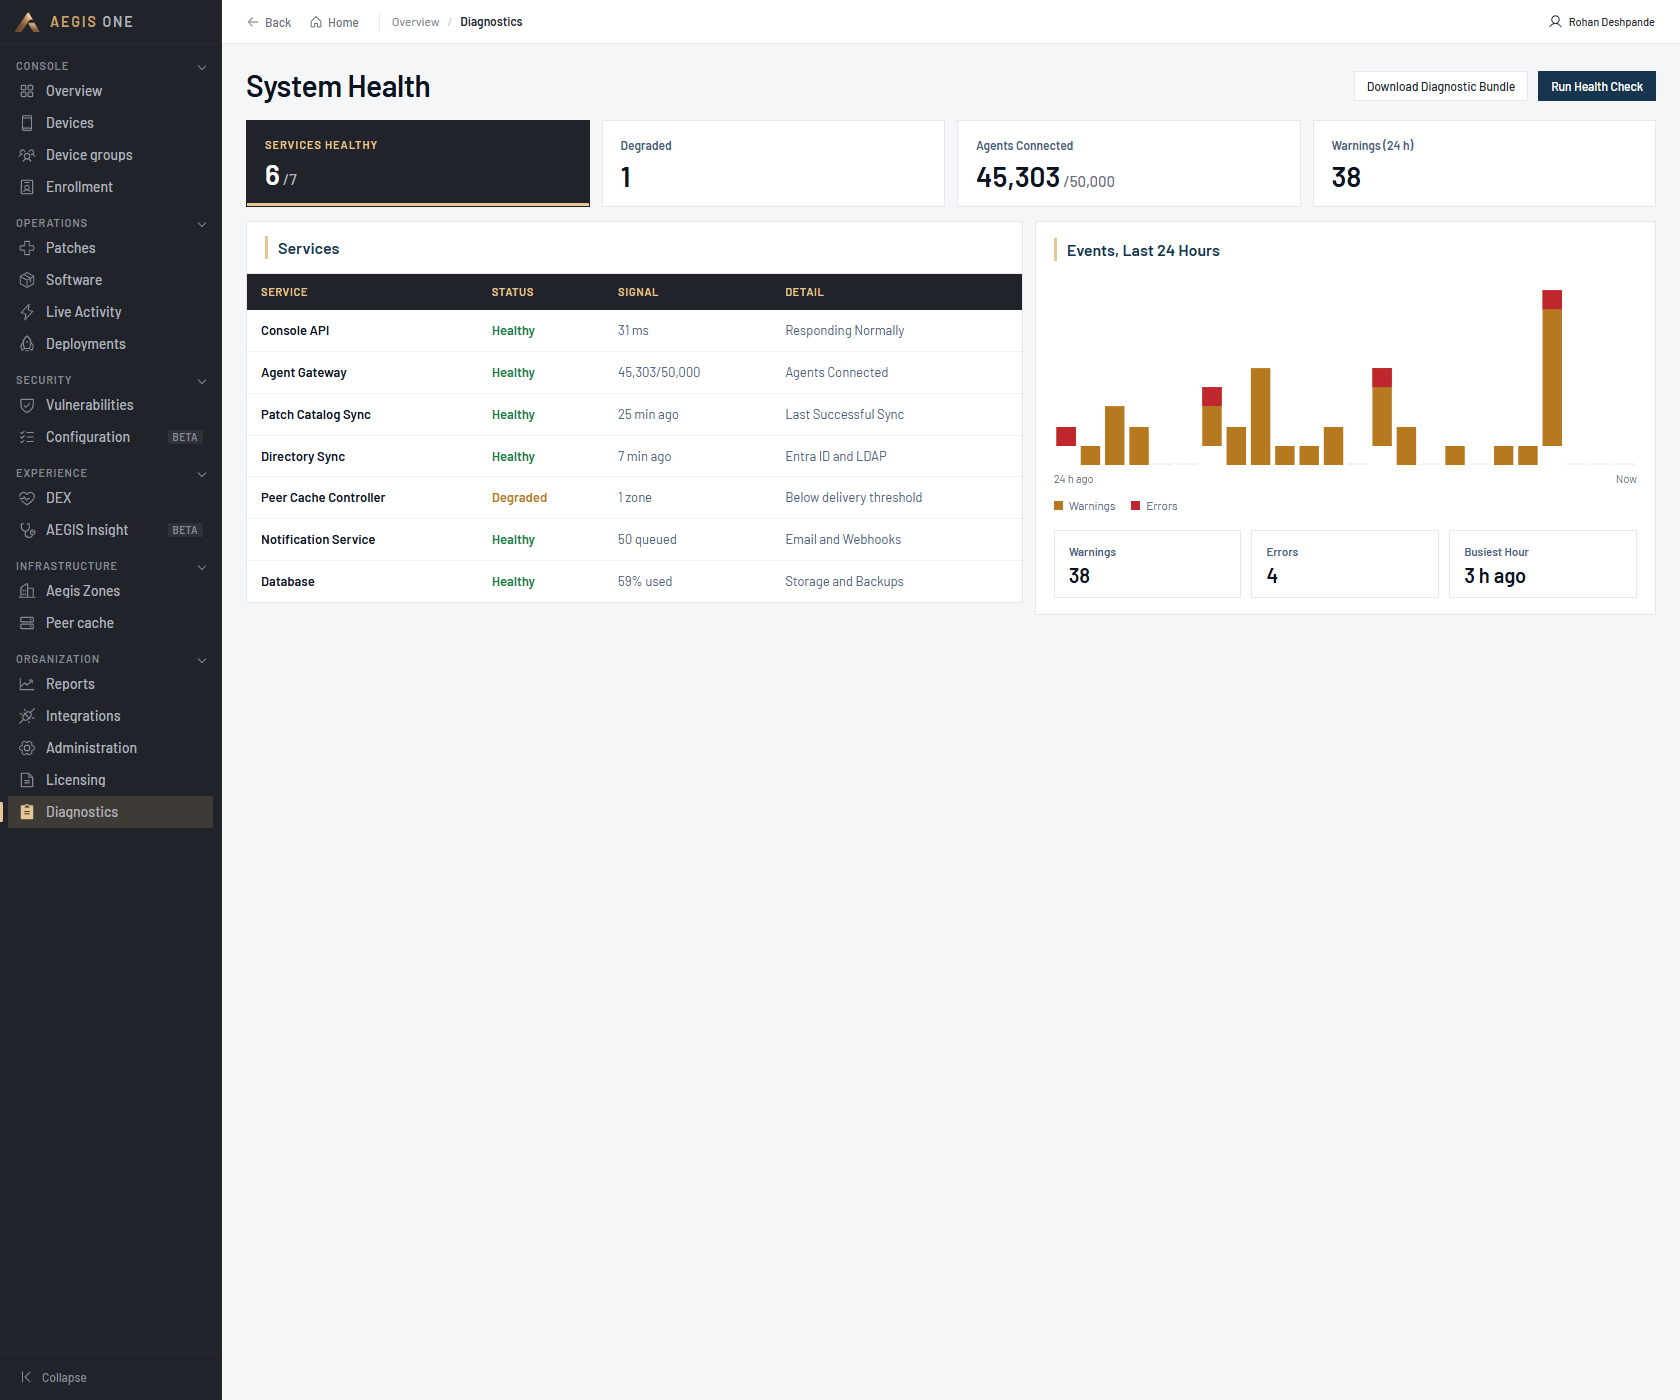 AEGIS ONE
CONSOLE
Overview
Devices
Device groups
Enrollment
OPERATIONS
Patches
Software
Live Activity
Deployments
SECURITY
Vulnerabilities
Configuration BETA
EXPERIENCE
DEX
AEGIS Insight BETA
INFRASTRUCTURE
Aegis Zones
Peer cache
ORGANIZATION
Reports
Integrations
Administration
Licensing
Diagnostics
Collapse
Back Home Overview / Diagnostics Rohan Deshpande
System Health
Download Diagnostic Bundle Run Health Check
SERVICES HEALTHY
6 /7
Degraded
1
Agents Connected
45,303 /50,000
Warnings (24 h)
38
Services
SERVICE STATUS SIGNAL DETAIL
Console API Healthy 31 ms Responding Normally
Agent Gateway Healthy 45,303/50,000 Agents Connected
Patch Catalog Sync Healthy 25 min ago Last Successful Sync
Directory Sync Healthy 7 min ago Entra ID and LDAP
Peer Cache Controller Degraded 1 zone Below delivery threshold
Notification Service Healthy 50 queued Email and Webhooks
Database Healthy 59% used Storage and Backups
Events, Last 24 Hours
24 h ago Now
Warnings Errors
Warnings
38
Errors
4
Busiest Hour
3 h ago